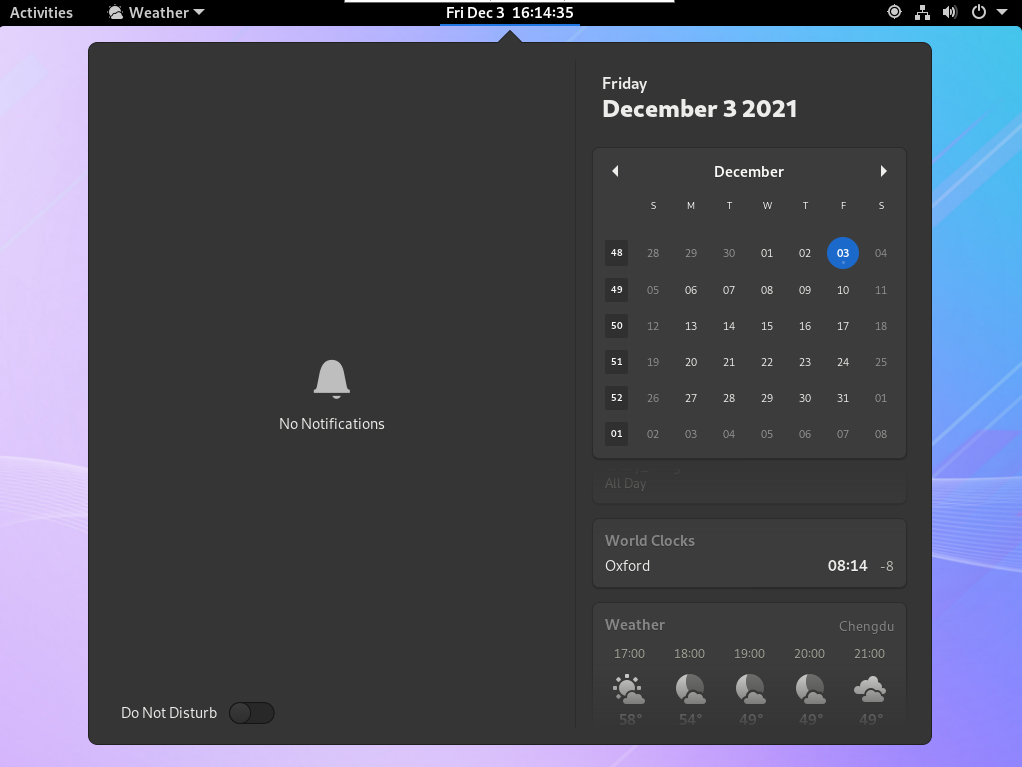 Activities Weather Fri Dec 3 16:14:35
Friday
December 3 2021
December
S M T W T F S
48 28 29 30 01 02 03 04
49 05 06 07 08 09 10 11
50 12 13 14 15 16 17 18
51 19 20 21 22 23 24 25
52 26 27 28 29 30 31 01
01 02 03 04 05 06 07 08
No Notifications
All Day
World Clocks
Oxford 08:14 -8
Weather Chengdu
17:00 18:00 19:00 20:00 21:00
58° 54° 49° 49° 49°
Do Not Disturb